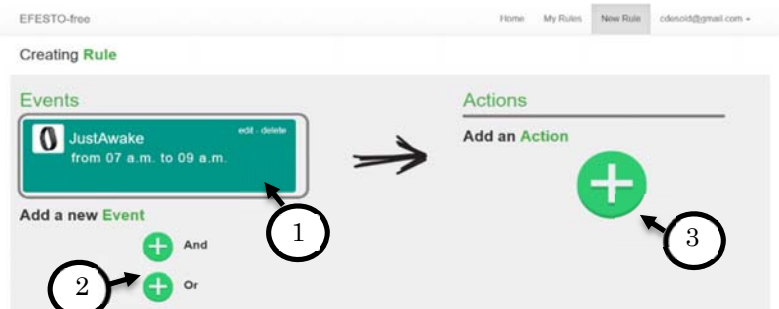 EFESTO-free
Home My Rules New Rule cdesold@gmail.com
Creating Rule
Events
Actions
JustAwake
edit - delete
from 07 a.m. to 09 a.m.
Add an Action
Add a new Event
1
And
3
2
Or